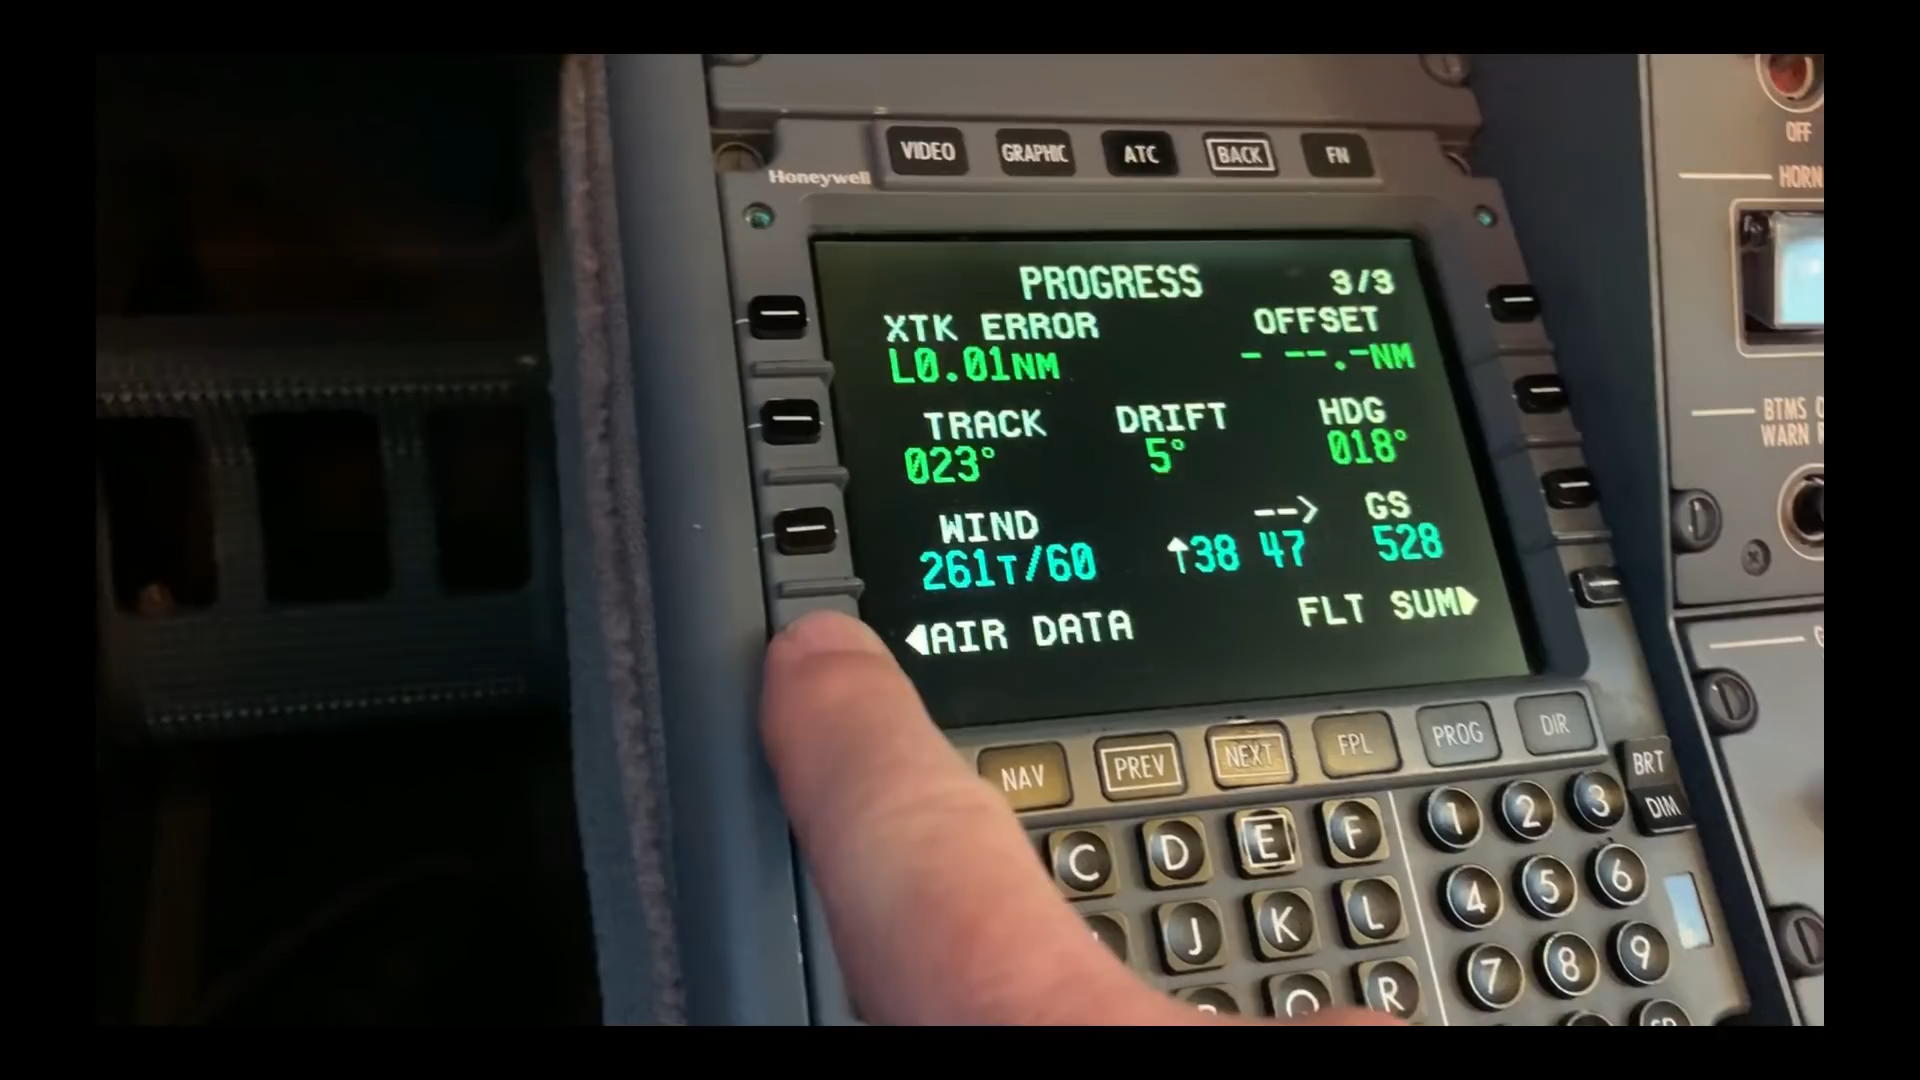 VIDEO GRAPHIC ATC BACK FN
Honeywell
OFF
HORN
PROGRESS 3/3
XTK ERROR OFFSET
L0.01NM - --.-NM
TRACK DRIFT HDG
023° 5° 018°
WIND --> GS
261T/60 ↑38 47 528
◀AIR DATA FLT SUM▶
BTMS
WARN
NAV PREV NEXT FPL PROG DIR
BRT
DIM
C D E F 1 2 3
J K L 4 5 6
Q R 7 8 9